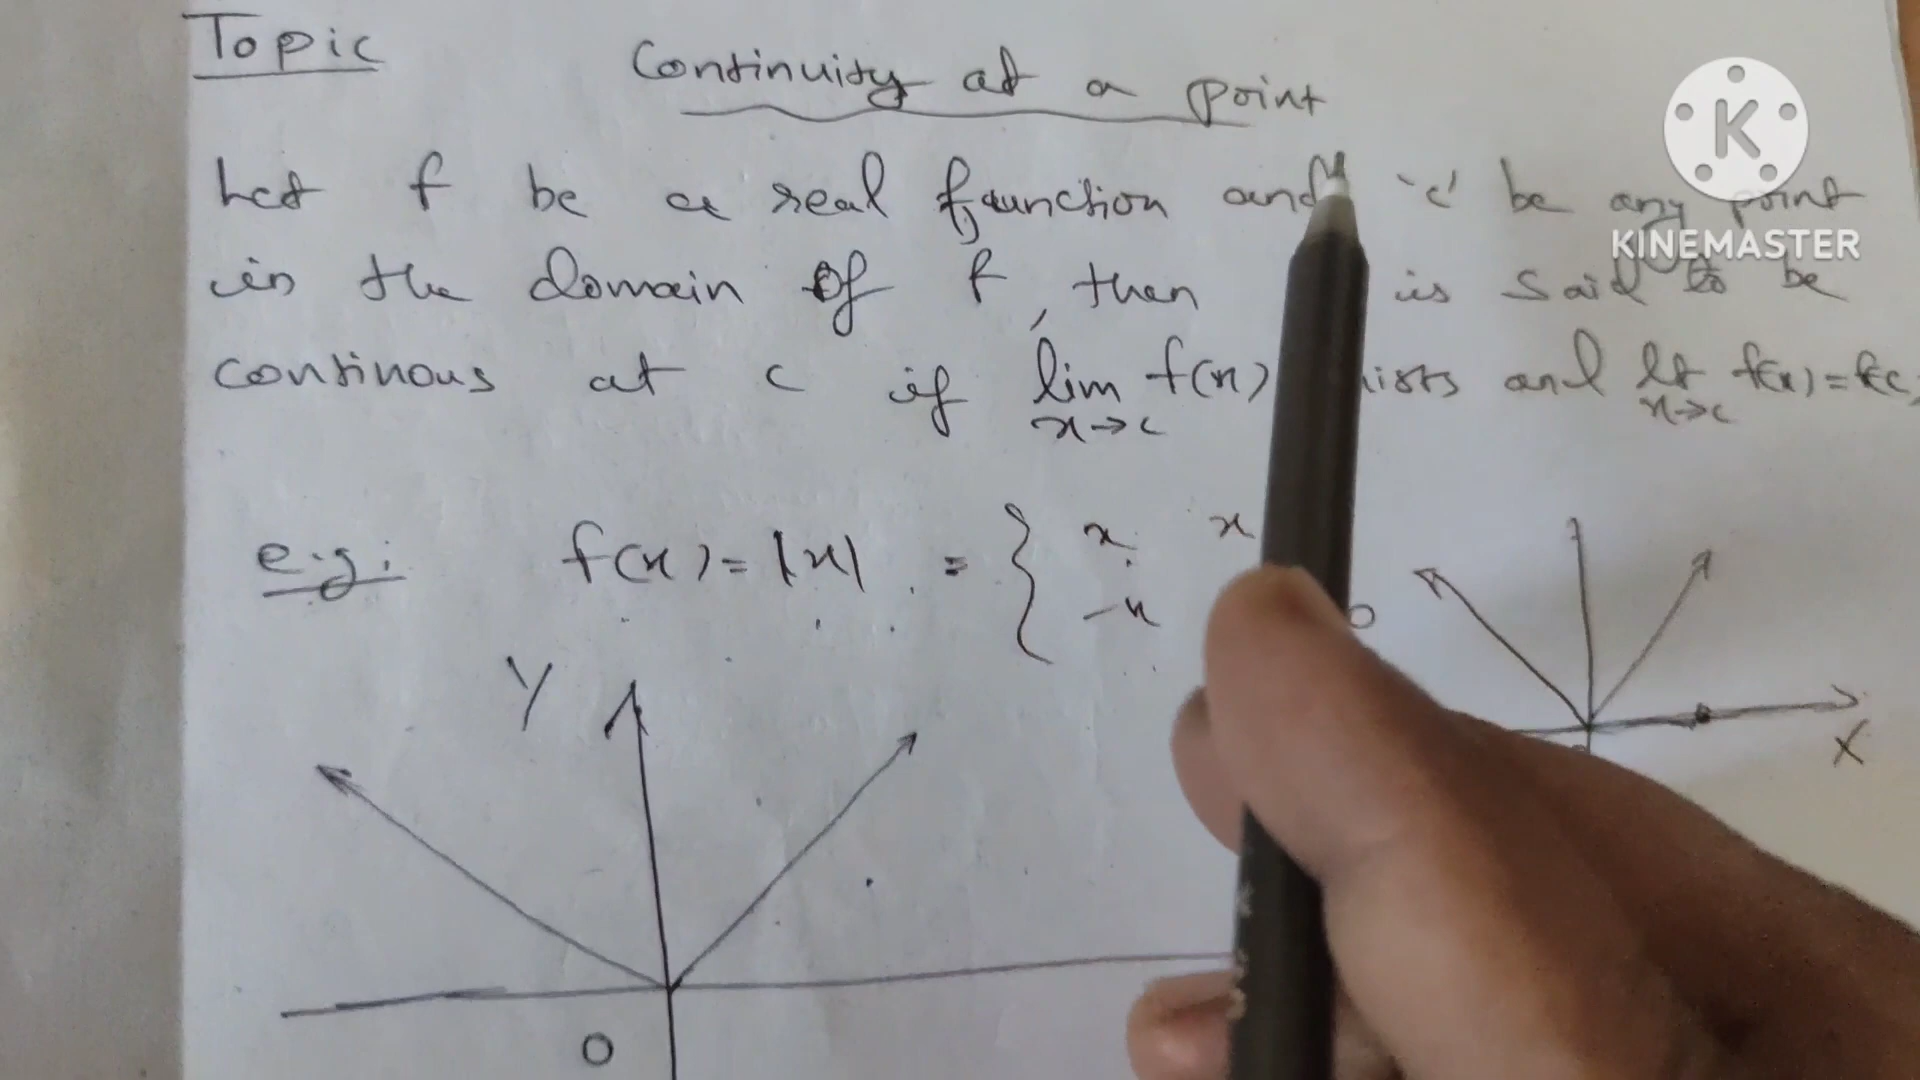 Topic
Continuity at a point
Let f be a real function and 'c' be any point
in the domain of f, then is said to be
continous at c if lim f(x) exists and lt f(x) = f(c)
x→c x→c
e.g: f(x) = |x| = { x x
-x 0
Y
X
O
K
KINEMASTER